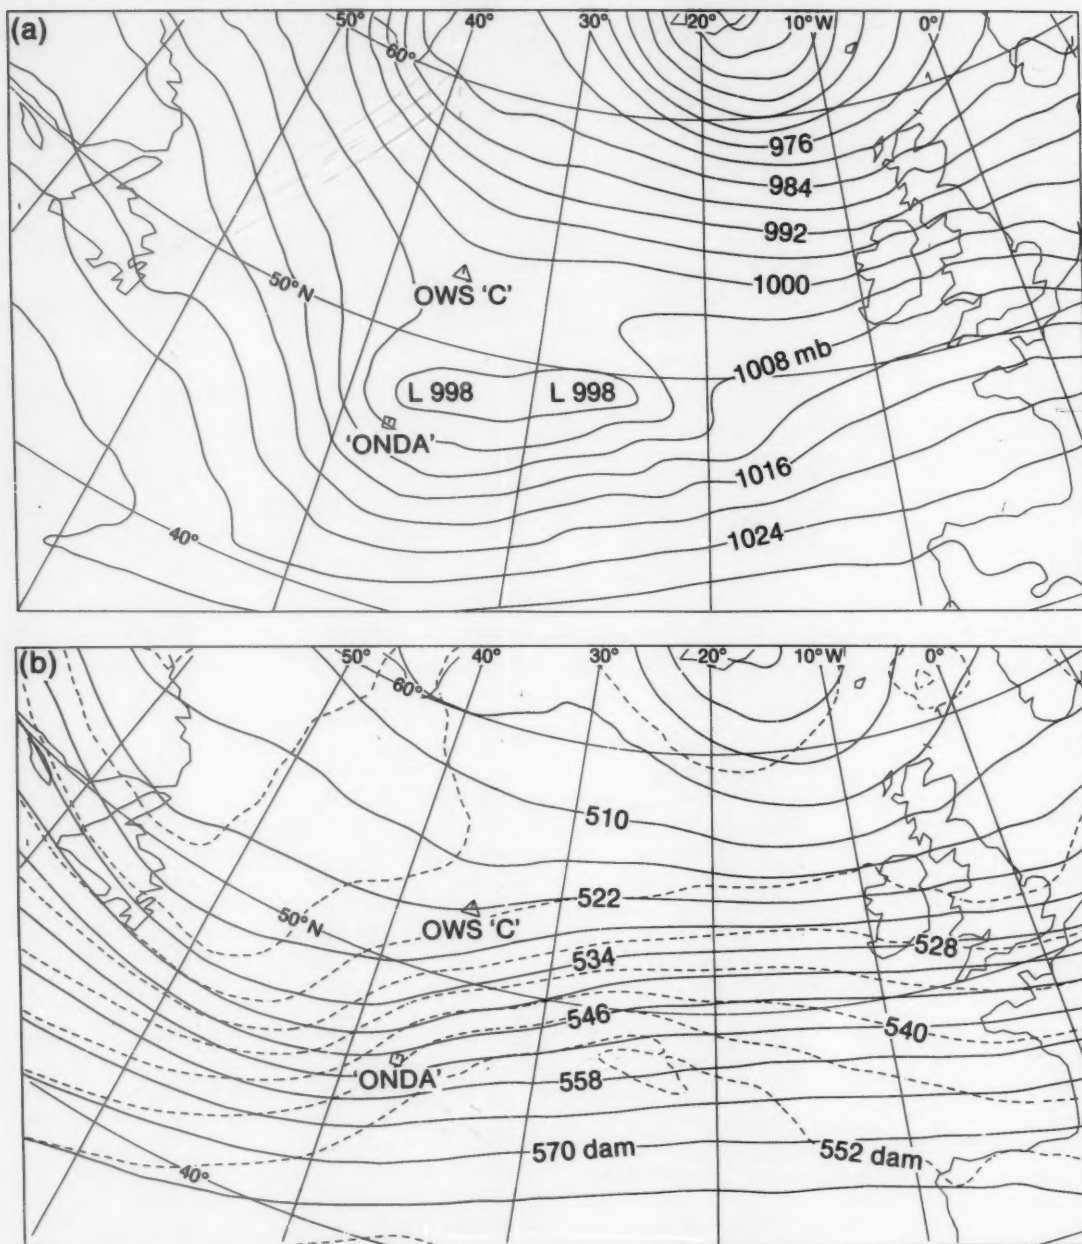 (a)
50° 40° 30° 20° 10°W 0°
60°
976
984
992
1000
OWS ‘C’
50°N
1008 mb
L 998 L 998
‘ONDA’
1016
1024
40°
(b)
50° 40° 30° 20° 10°W 0°
60°
510
522
OWS ‘C’
50°N
528
534
546
540
‘ONDA’
558
570 dam
552 dam
40°